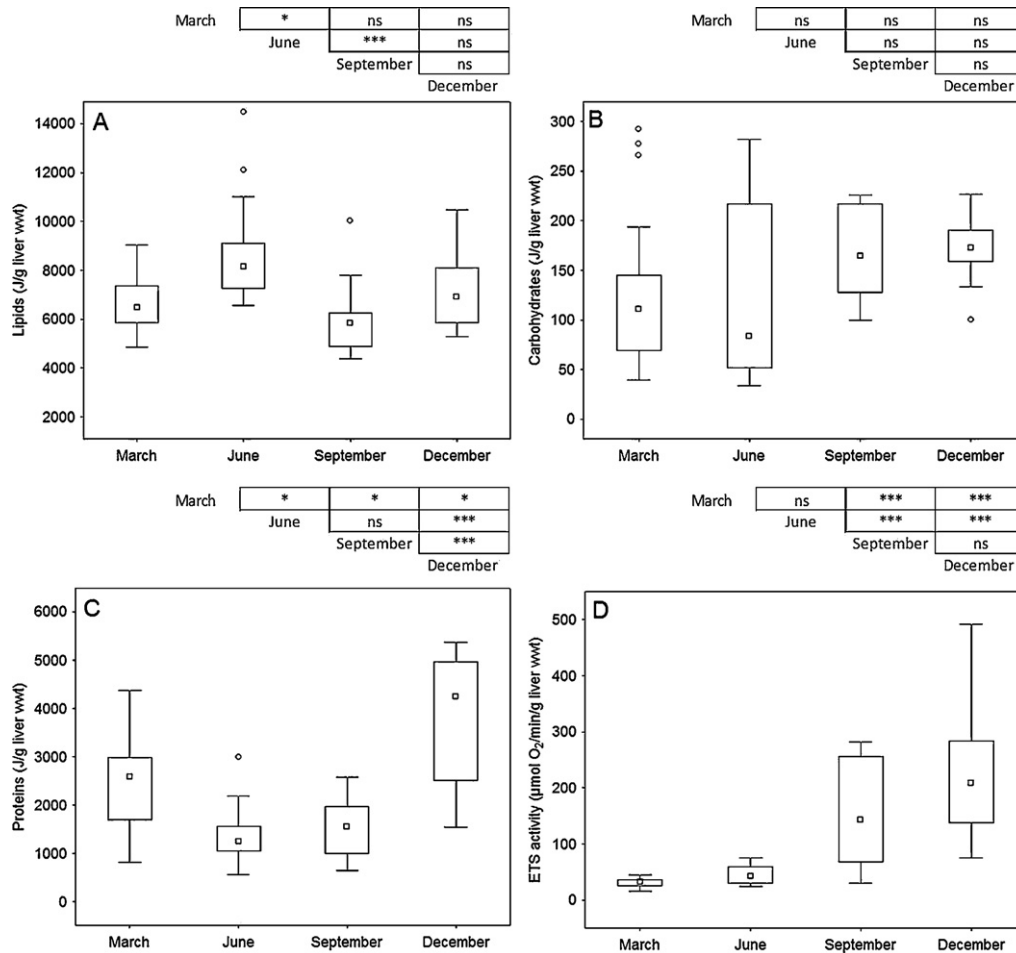 March * ns ns
June *** ns
September ns
December
March ns ns ns
June ns ns
September ns
December
A
Lipids (J/g liver wwt)
14000
12000
10000
8000
6000
4000
2000
March June September December
B
Carbohydrates (J/g liver wwt)
300
250
200
150
100
50
0
March June September December
March * * *
June ns ***
September ***
December
March ns *** ***
June *** ***
September ns
December
C
Proteins (J/g liver wwt)
6000
5000
4000
3000
2000
1000
0
March June September December
D
ETS activity (µmol O₂/min/g liver wwt)
500
400
300
200
100
0
March June September December